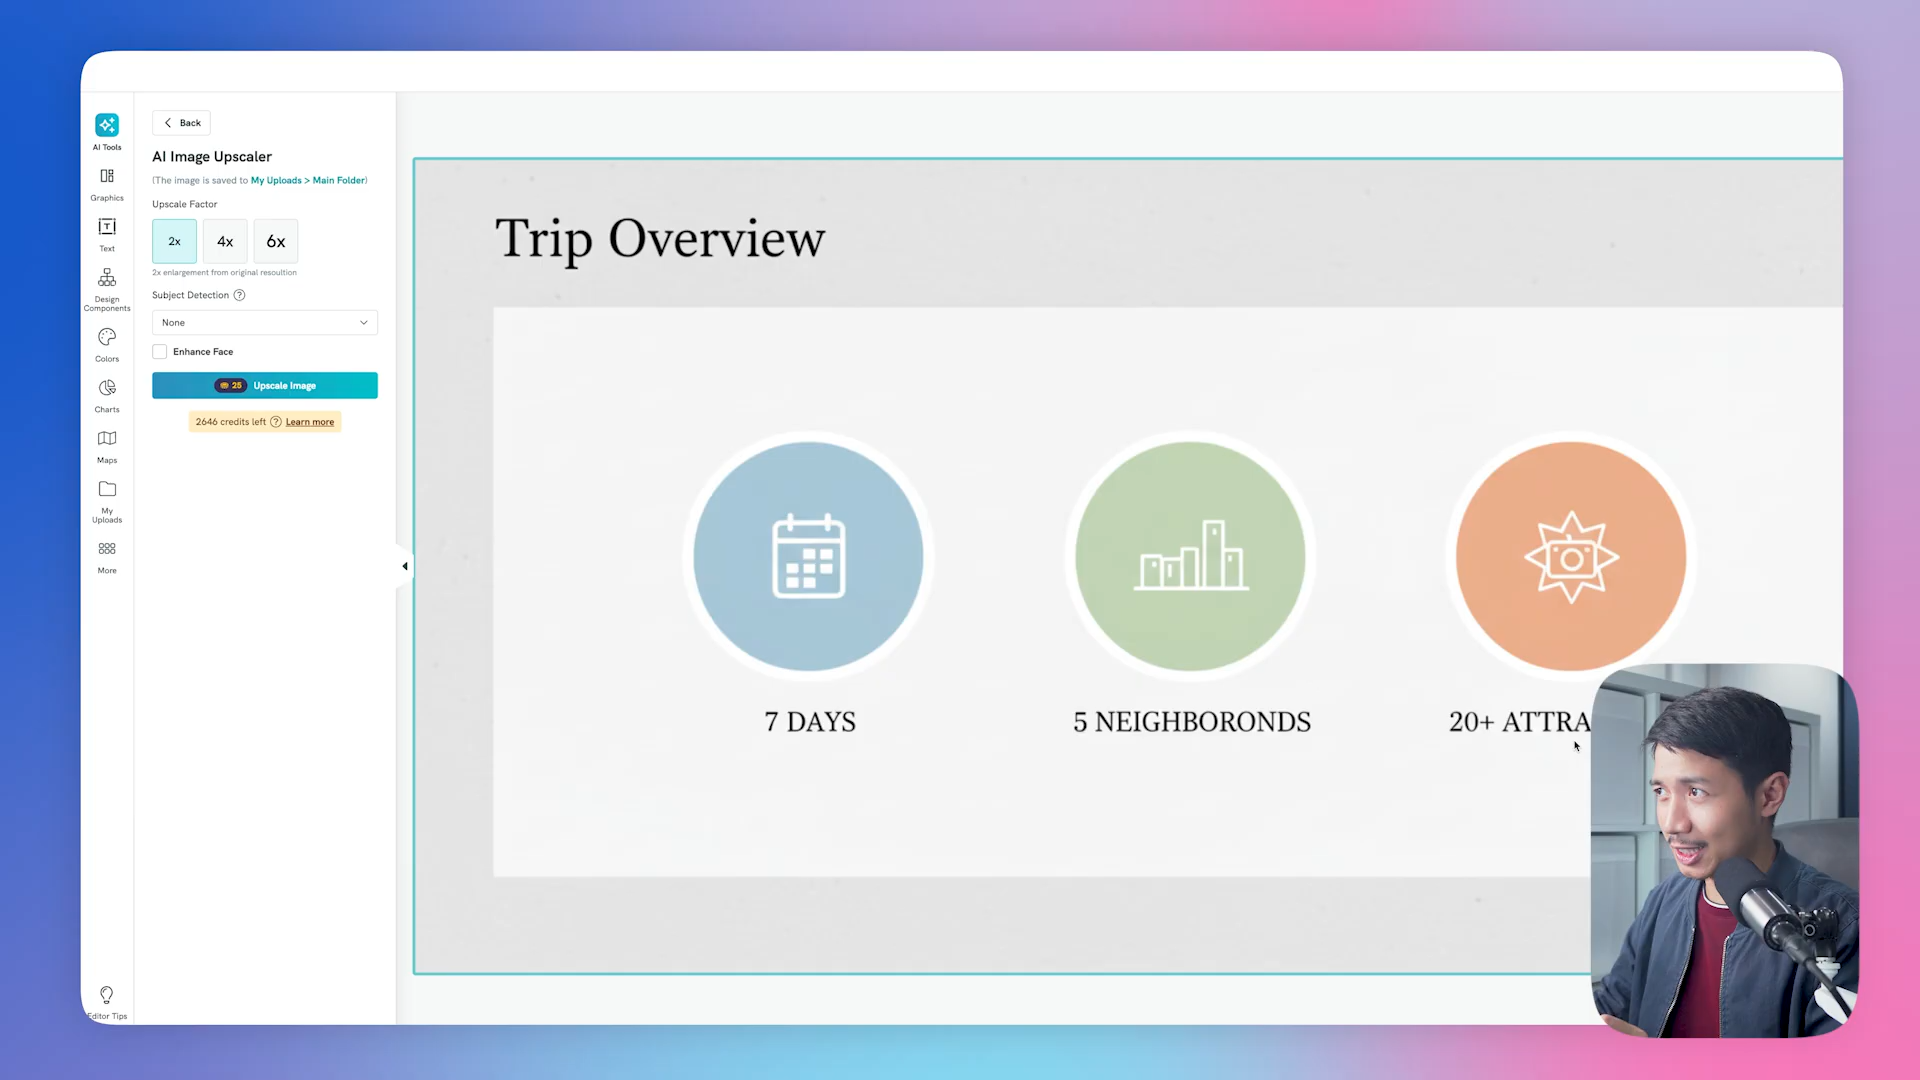 AI Tools
Graphics
Text
Design
Components
Colors
Charts
Maps
My
Uploads
More
Editor Tips
Back
AI Image Upscaler
(The image is saved to My Uploads > Main Folder)
Upscale Factor
2x 4x 6x
2x enlargement from original resoultion
Subject Detection ?
None
Enhance Face
25 Upscale Image
2646 credits left ? Learn more
Trip Overview
7 DAYS
5 NEIGHBORONDS
20+ ATTRA